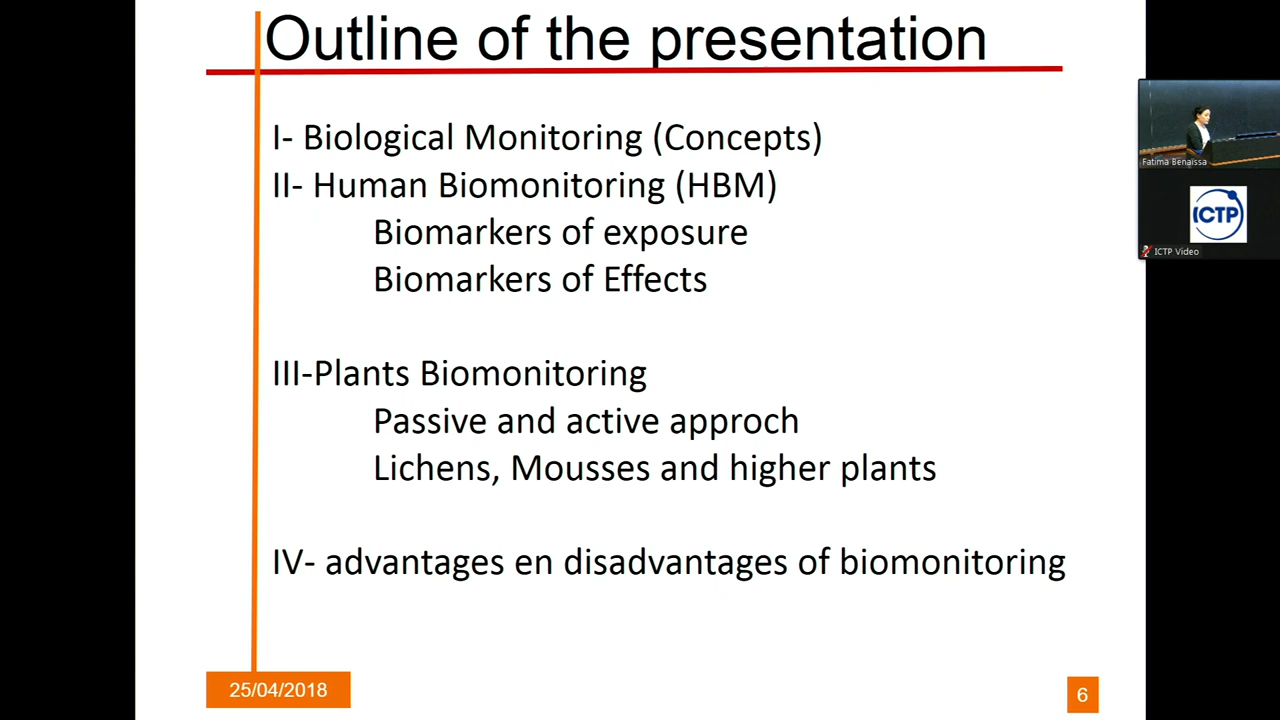 Outline of the presentation
I- Biological Monitoring (Concepts)
II- Human Biomonitoring (HBM)
Biomarkers of exposure
Biomarkers of Effects
III-Plants Biomonitoring
Passive and active approch
Lichens, Mousses and higher plants
IV- advantages en disadvantages of biomonitoring
25/04/2018
6
Fatima Benaissa
ICTP
ICTP Video